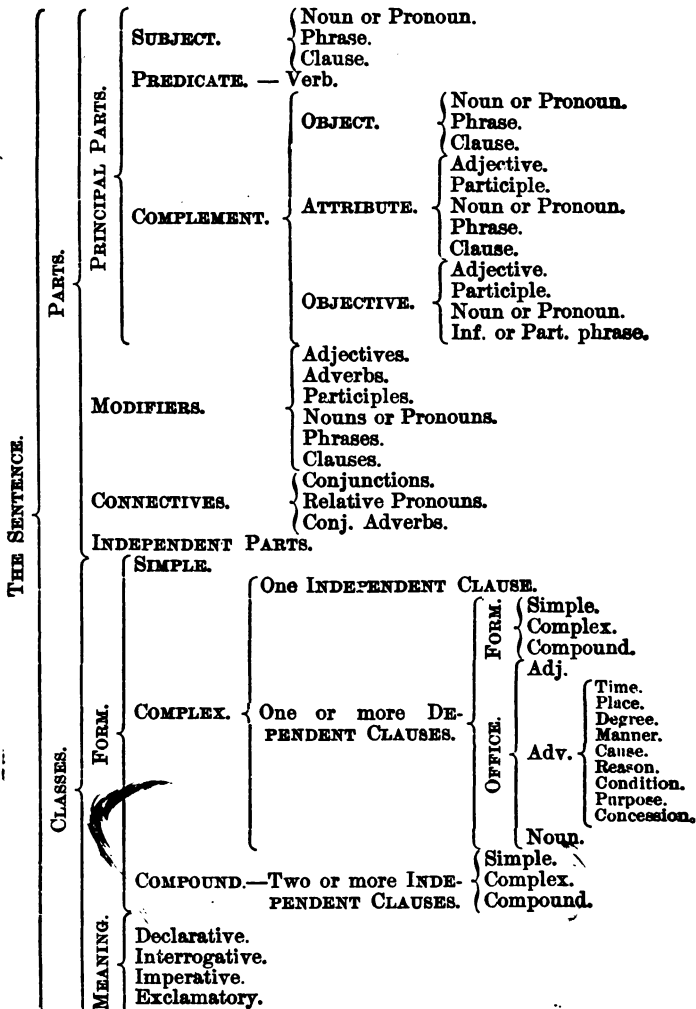 THE SENTENCE.
PARTS.
PRINCIPAL PARTS.
SUBJECT.
Noun or Pronoun.
Phrase.
Clause.
PREDICATE. — Verb.
COMPLEMENT.
OBJECT.
Noun or Pronoun.
Phrase.
Clause.
ATTRIBUTE.
Adjective.
Participle.
Noun or Pronoun.
Phrase.
Clause.
OBJECTIVE.
Adjective.
Participle.
Noun or Pronoun.
Inf. or Part. phrase.
MODIFIERS.
Adjectives.
Adverbs.
Participles.
Nouns or Pronouns.
Phrases.
Clauses.
CONNECTIVES.
Conjunctions.
Relative Pronouns.
Conj. Adverbs.
INDEPENDENT PARTS.
CLASSES.
FORM.
SIMPLE.
COMPLEX.
One INDEPENDENT CLAUSE.
One or more DE-
PENDENT CLAUSES.
FORM.
Simple.
Complex.
Compound.
OFFICE.
Adj.
Adv.
Time.
Place.
Degree.
Manner.
Cause.
Reason.
Condition.
Purpose.
Concession.
Noun.
COMPOUND.—Two or more INDE-
PENDENT CLAUSES.
Simple.
Complex.
Compound.
MEANING.
Declarative.
Interrogative.
Imperative.
Exclamatory.